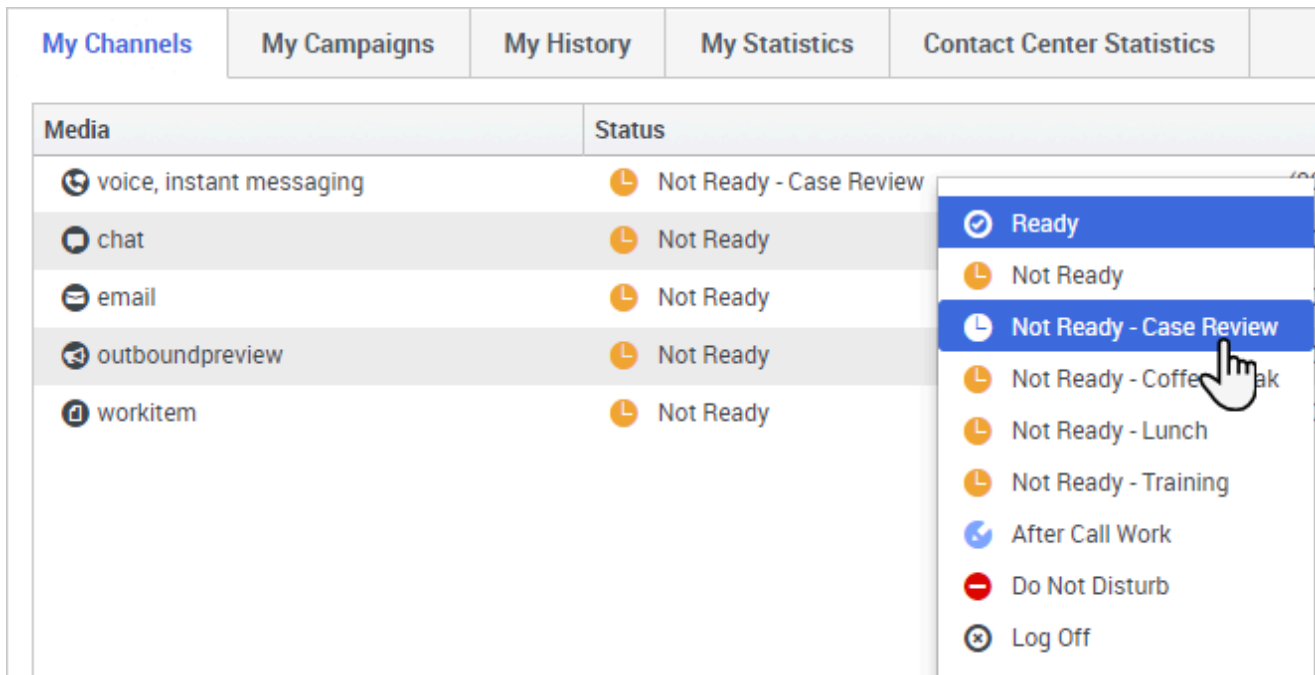 My Channels My Campaigns My History My Statistics Contact Center Statistics
Media Status
voice, instant messaging Not Ready - Case Review
chat Not Ready
email Not Ready
outboundpreview Not Ready
workitem Not Ready
Ready
Not Ready
Not Ready - Case Review
Not Ready -
Not Ready - Lunch
Not Ready - Training
After Call Work
Do Not Disturb
Log Off